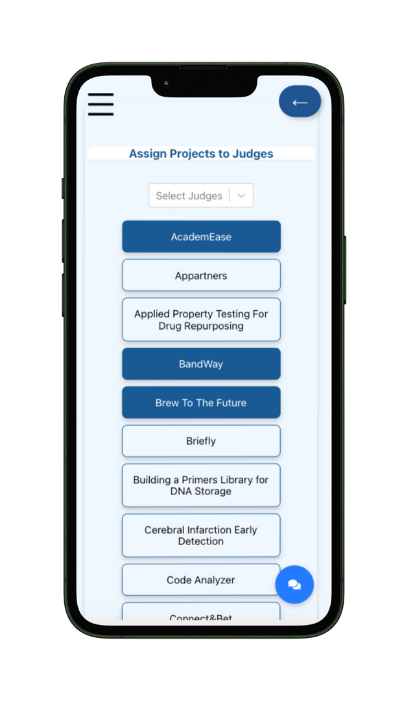 Assign Projects to Judges
Select Judges
AcademEase
Appartners
Applied Property Testing For
Drug Repurposing
BandWay
Brew To The Future
Briefly
Building a Primers Library for
DNA Storage
Cerebral Infarction Early
Detection
Code Analyzer
Connect&Bet